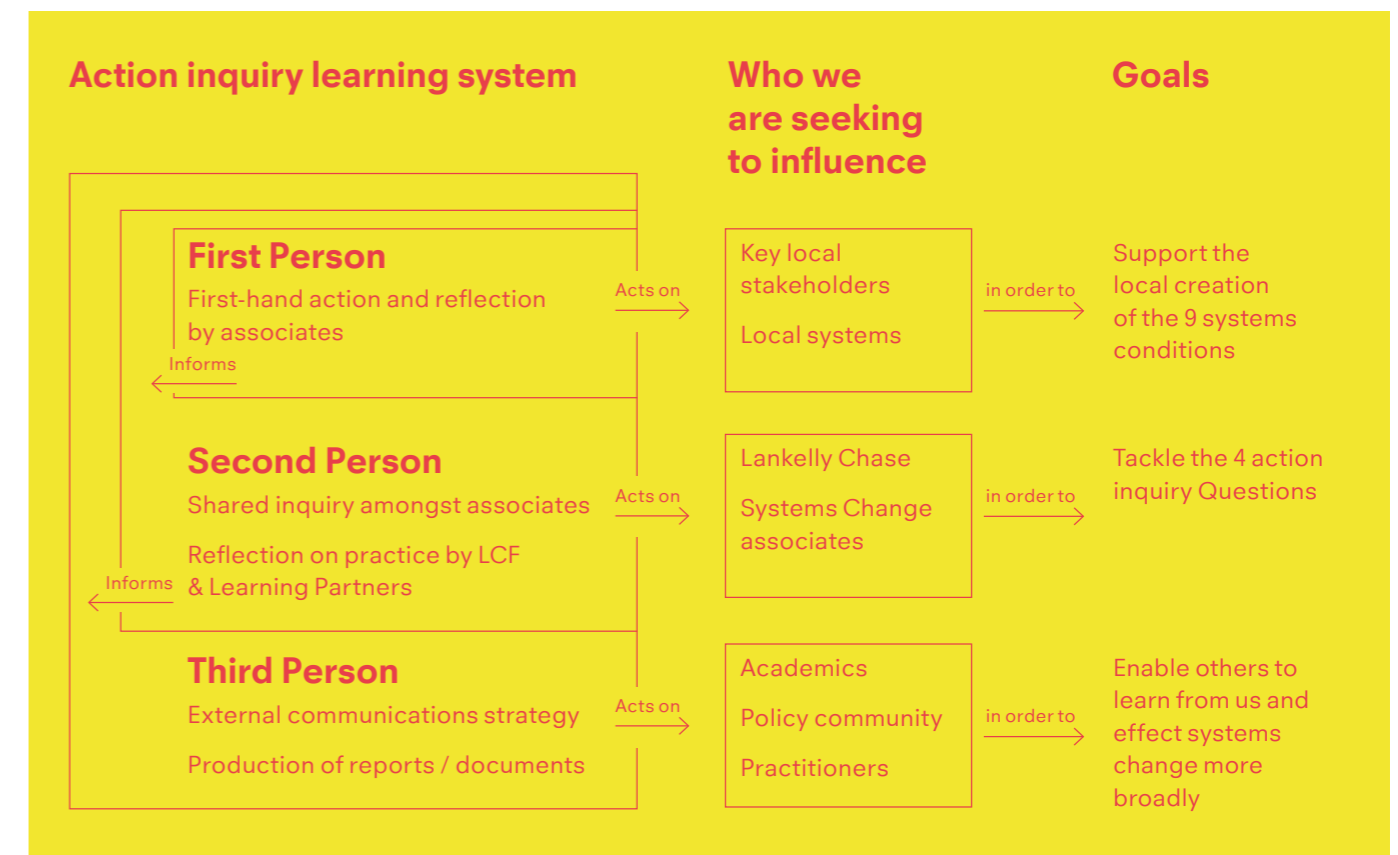 Action inquiry learning system
Who we
are seeking
to influence
Goals
First Person
First-hand action and reflection
by associates
Informs
Acts on
Key local
stakeholders
Local systems
in order to
Support the
local creation
of the 9 systems
conditions
Second Person
Shared inquiry amongst associates
Reflection on practice by LCF
& Learning Partners
Informs
Acts on
Lankelly Chase
Systems Change
associates
in order to
Tackle the 4 action
inquiry Questions
Third Person
External communications strategy
Production of reports / documents
Acts on
Academics
Policy community
Practitioners
in order to
Enable others to
learn from us and
effect systems
change more
broadly